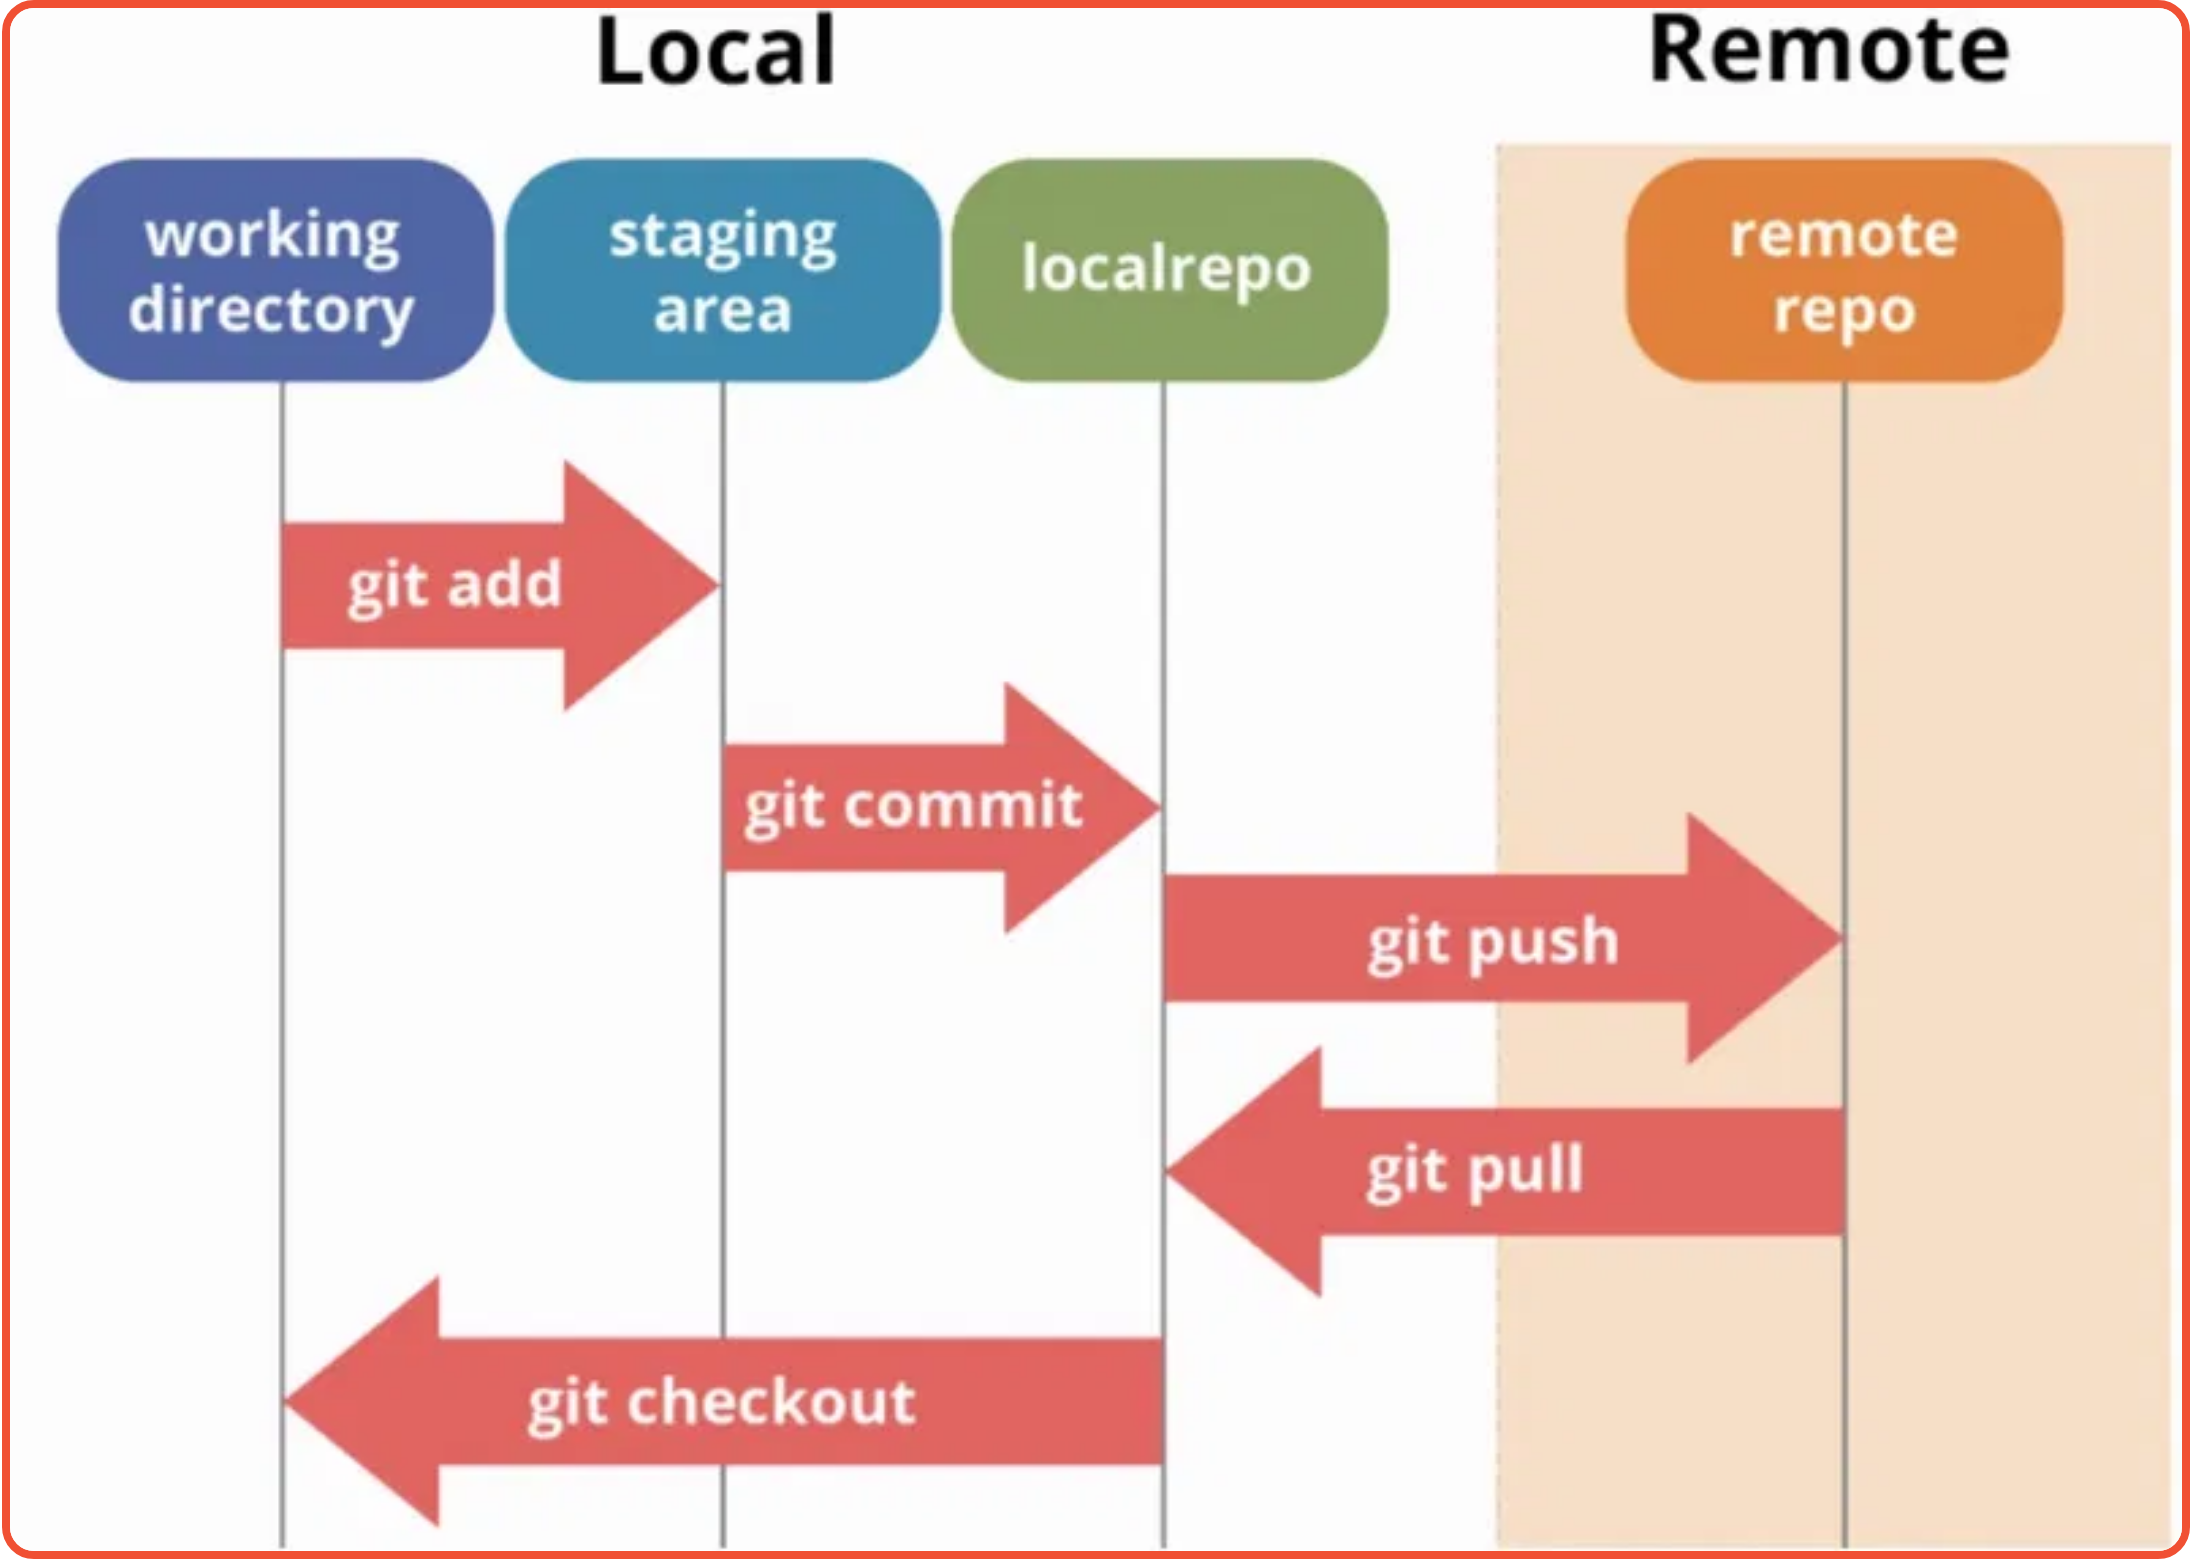 Local
Remote
working
directory
staging
area
localrepo
remote
repo
git add
git commit
git push
git pull
git checkout